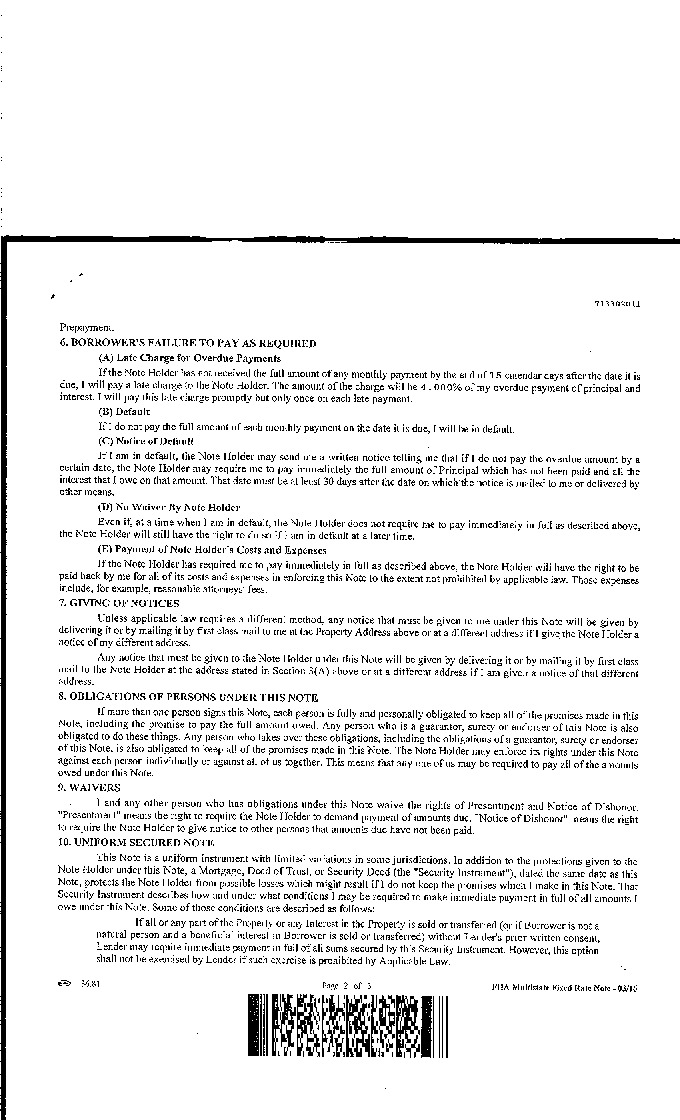 713302011
Prepayment.
6. BORROWER'S FAILURE TO PAY AS REQUIRED
(A) Late Charge for Overdue Payments
If the Note Holder has not received the full amount of any monthly payment by the end of 15 calendar days after the date it is
due, I will pay a late charge to the Note Holder. The amount of the charge will be 4.000% of my overdue payment of principal and
interest. I will pay this late charge promptly but only once on each late payment.
(B) Default
If I do not pay the full amount of each monthly payment on the date it is due, I will be in default.
(C) Notice of Default
If I am in default, the Note Holder may send me a written notice telling me that if I do not pay the overdue amount by a
certain date, the Note Holder may require me to pay immediately the full amount of Principal which has not been paid and all the
interest that I owe on that amount. That date must be at least 30 days after the date on which the notice is mailed to me or delivered by
other means.
(D) No Waiver By Note Holder
Even if, at a time when I am in default, the Note Holder does not require me to pay immediately in full as described above,
the Note Holder will still have the right to do so if I am in default at a later time.
(E) Payment of Note Holder's Costs and Expenses
If the Note Holder has required me to pay immediately in full as described above, the Note Holder will have the right to be
paid back by me for all of its costs and expenses in enforcing this Note to the extent not prohibited by applicable law. Those expenses
include, for example, reasonable attorneys' fees.
7. GIVING OF NOTICES
Unless applicable law requires a different method, any notice that must be given to me under this Note will be given by
delivering it or by mailing it by first class mail to me at the Property Address above or at a different address if I give the Note Holder a
notice of my different address.
Any notice that must be given to the Note Holder under this Note will be given by delivering it or by mailing it by first class
mail to the Note Holder at the address stated in Section 3(A) above or at a different address if I am given a notice of that different
address.
8. OBLIGATIONS OF PERSONS UNDER THIS NOTE
If more than one person signs this Note, each person is fully and personally obligated to keep all of the promises made in this
Note, including the promise to pay the full amount owed. Any person who is a guarantor, surety or endorser of this Note is also
obligated to do these things. Any person who takes over these obligations, including the obligations of a guarantor, surety or endorser
of this Note, is also obligated to keep all of the promises made in this Note. The Note Holder may enforce its rights under this Note
against each person individually or against all of us together. This means that any one of us may be required to pay all of the amounts
owed under this Note.
9. WAIVERS
I and any other person who has obligations under this Note waive the rights of Presentment and Notice of Dishonor.
"Presentment" means the right to require the Note Holder to demand payment of amounts due. "Notice of Dishonor" means the right
to require the Note Holder to give notice to other persons that amounts due have not been paid.
10. UNIFORM SECURED NOTE
This Note is a uniform instrument with limited variations in some jurisdictions. In addition to the protections given to the
Note Holder under this Note, a Mortgage, Deed of Trust, or Security Deed (the "Security Instrument"), dated the same date as this
Note, protects the Note Holder from possible losses which might result if I do not keep the promises which I make in this Note. That
Security Instrument describes how and under what conditions I may be required to make immediate payment in full of all amounts I
owe under this Note. Some of those conditions are described as follows:
If all or any part of the Property or any Interest in the Property is sold or transferred (or if Borrower is not a
natural person and a beneficial interest in Borrower is sold or transferred) without Lender's prior written consent,
Lender may require immediate payment in full of all sums secured by this Security Instrument. However, this option
shall not be exercised by Lender if such exercise is prohibited by Applicable Law.
36.81 Page 2 of 3 FHA Multistate Fixed Rate Note - 03/16